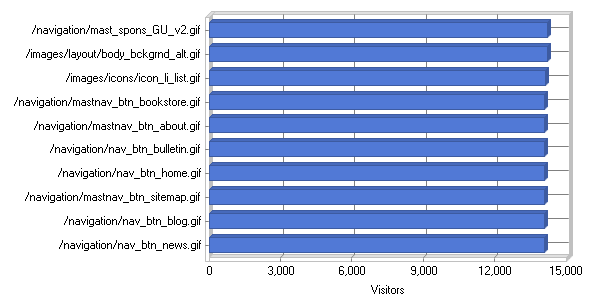 /navigation/mast_spons_GU_v2.gif
/images/layout/body_bckgrnd_alt.gif
/images/icons/icon_li_list.gif
/navigation/mastnav_btn_bookstore.gif
/navigation/mastnav_btn_about.gif
/navigation/nav_btn_bulletin.gif
/navigation/nav_btn_home.gif
/navigation/mastnav_btn_sitemap.gif
/navigation/nav_btn_blog.gif
/navigation/nav_btn_news.gif
0 3,000 6,000 9,000 12,000 15,000
Visitors